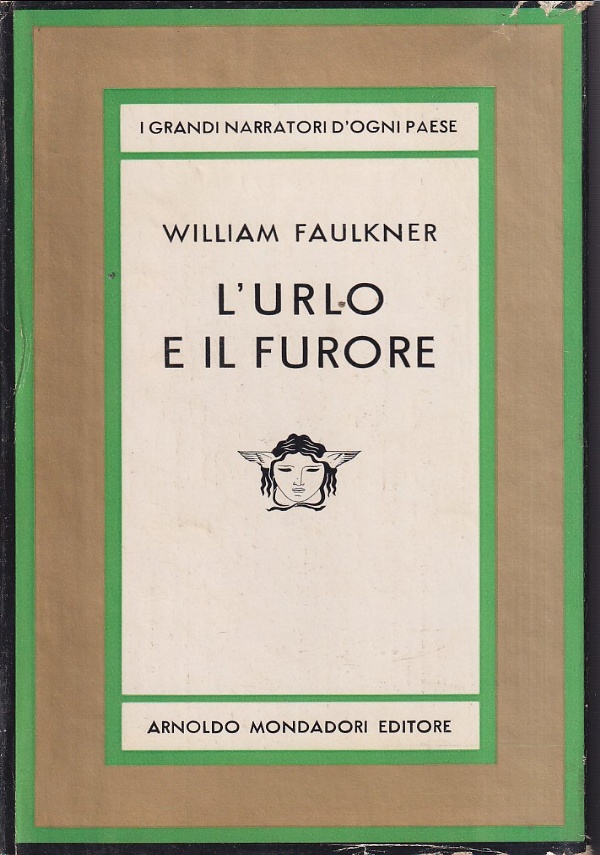 I GRANDI NARRATORI D'OGNI PAESE
WILLIAM FAULKNER
L'URLO
E IL FURORE
ARNOLDO MONDADORI EDITORE